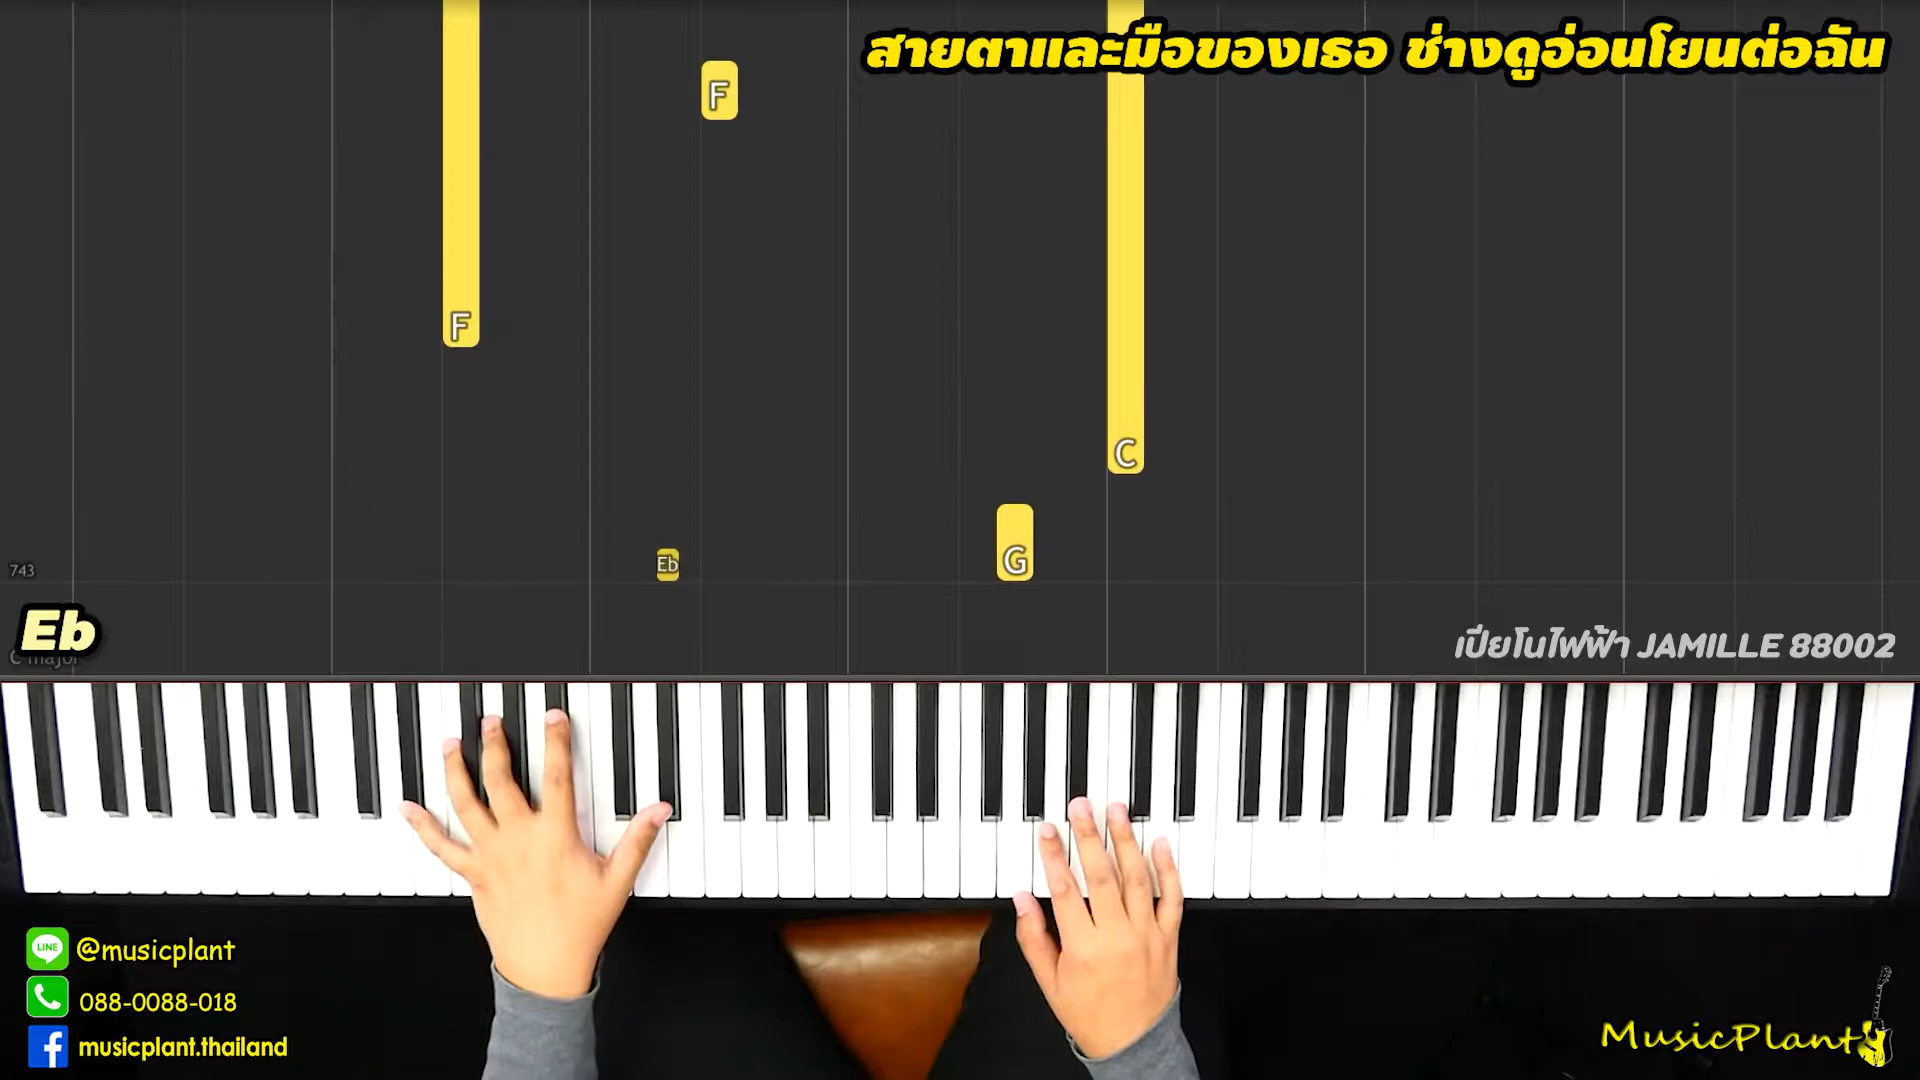 สายตาและมือของเธอ ช่างดูอ่อนโยนต่อฉัน
F
F
C
G
Eb
743
Eb
C major
เปียโนไฟฟ้า JAMILLE 88002
LINE
@musicplant
088-0088-018
musicplant.thailand
MusicPlant